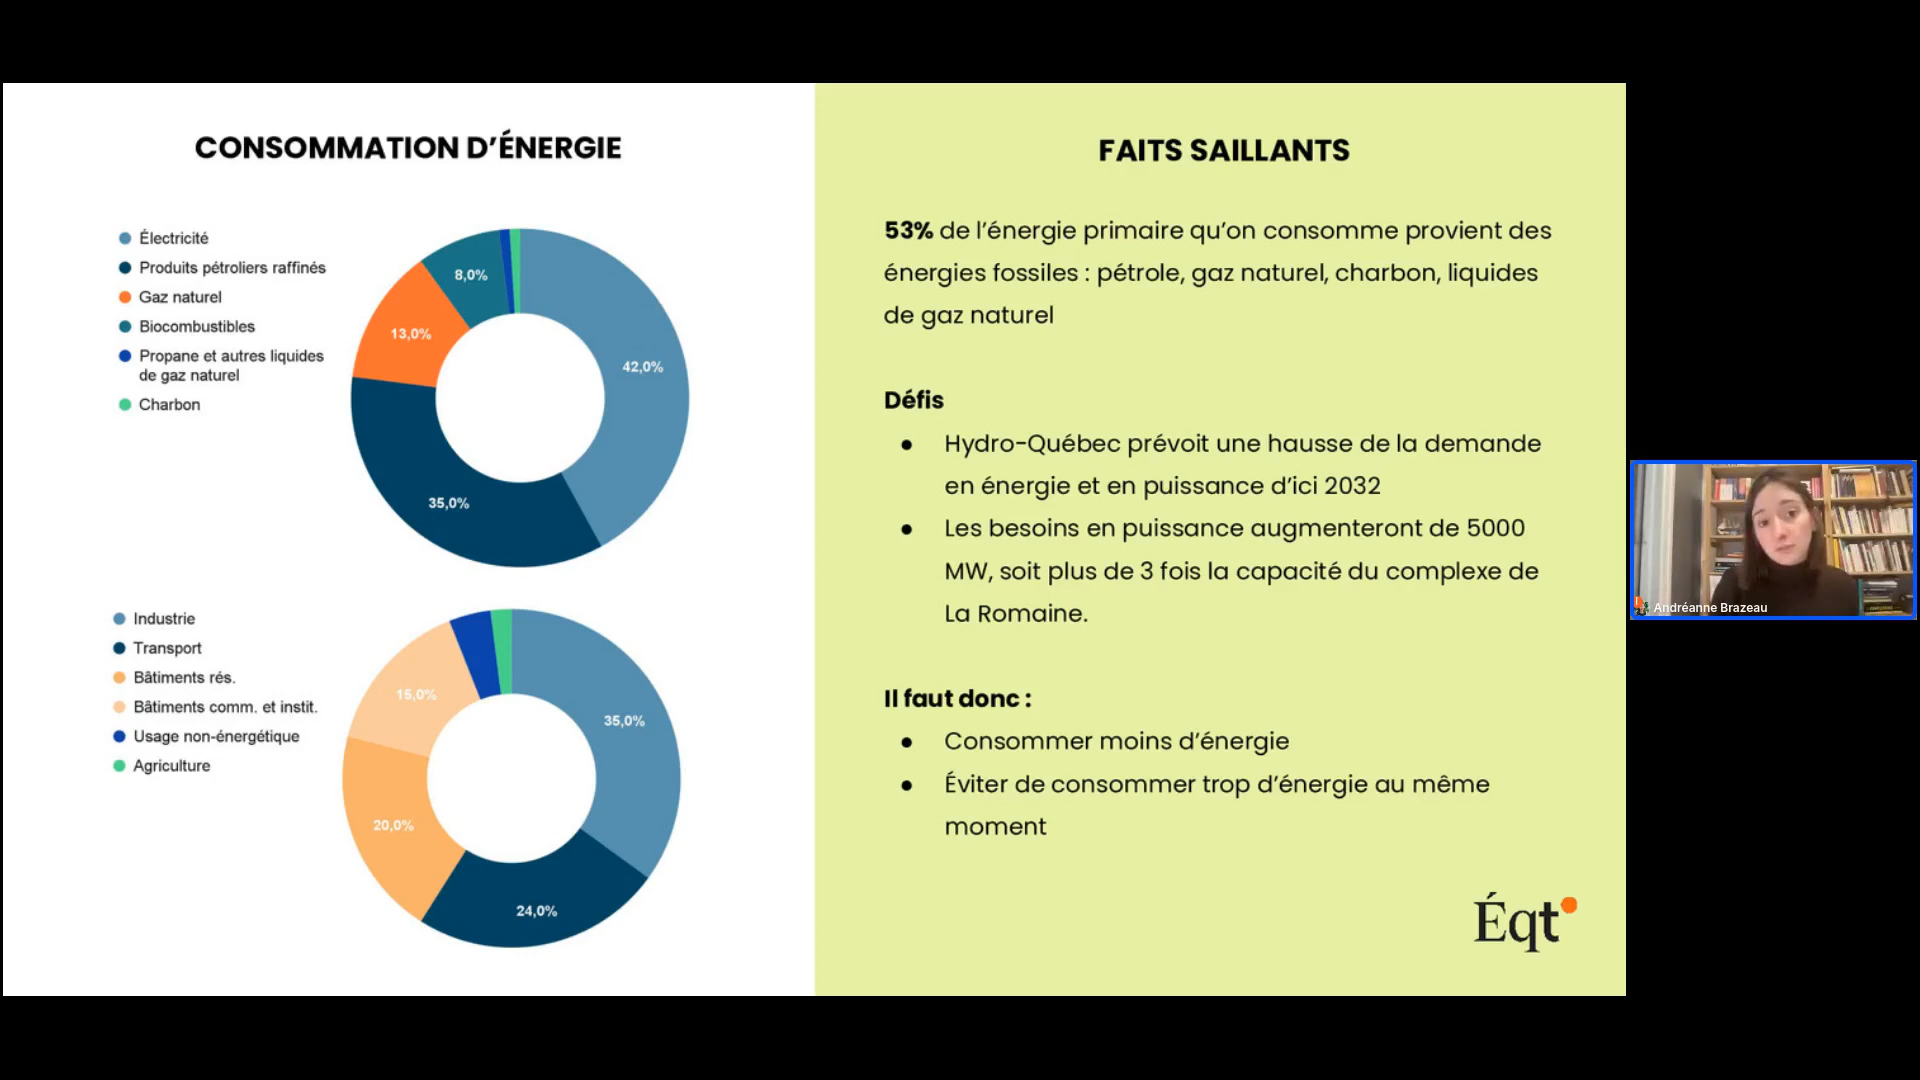 CONSOMMATION D’ÉNERGIE
Électricité
Produits pétroliers raffinés
Gaz naturel
Biocombustibles
Propane et autres liquides
de gaz naturel
Charbon
8,0%
13,0%
42,0%
35,0%
Industrie
Transport
Bâtiments rés.
Bâtiments comm. et instit.
Usage non-énergétique
Agriculture
15,0%
35,0%
20,0%
24,0%
FAITS SAILLANTS
53% de l’énergie primaire qu’on consomme provient des
énergies fossiles : pétrole, gaz naturel, charbon, liquides
de gaz naturel
Défis
● Hydro-Québec prévoit une hausse de la demande
en énergie et en puissance d’ici 2032
● Les besoins en puissance augmenteront de 5000
MW, soit plus de 3 fois la capacité du complexe de
La Romaine.
Il faut donc :
● Consommer moins d’énergie
● Éviter de consommer trop d’énergie au même
moment
Éqt
Andréanne Brazeau